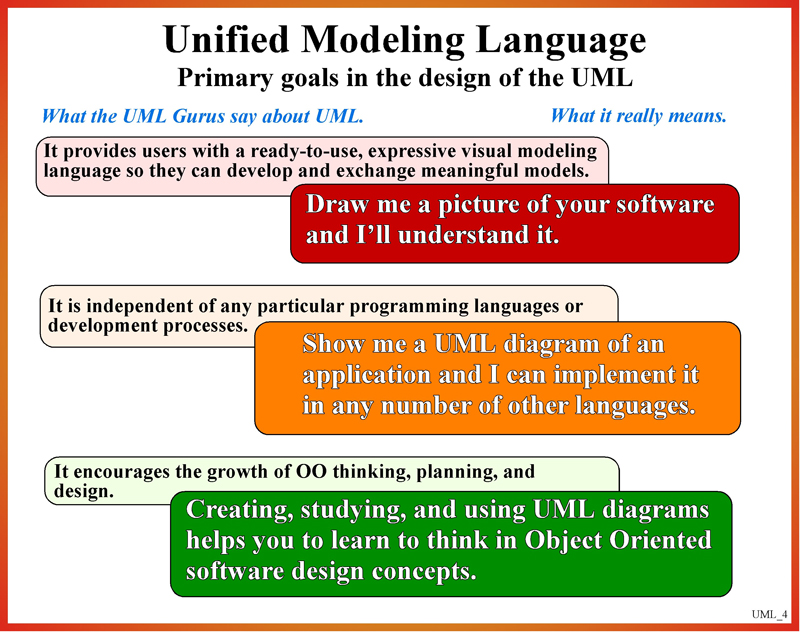 Unified Modeling Language
Primary goals in the design of the UML
What the UML Gurus say about UML.
What it really means.
It provides users with a ready-to-use, expressive visual modeling
language so they can develop and exchange meaningful models.
Draw me a picture of your software
and I’ll understand it.
It is independent of any particular programming languages or
development processes.
Show me a UML diagram of an
application and I can implement it
in any number of other languages.
It encourages the growth of OO thinking, planning, and
design.
Creating, studying, and using UML diagrams
helps you to learn to think in Object Oriented
software design concepts.
UML_4